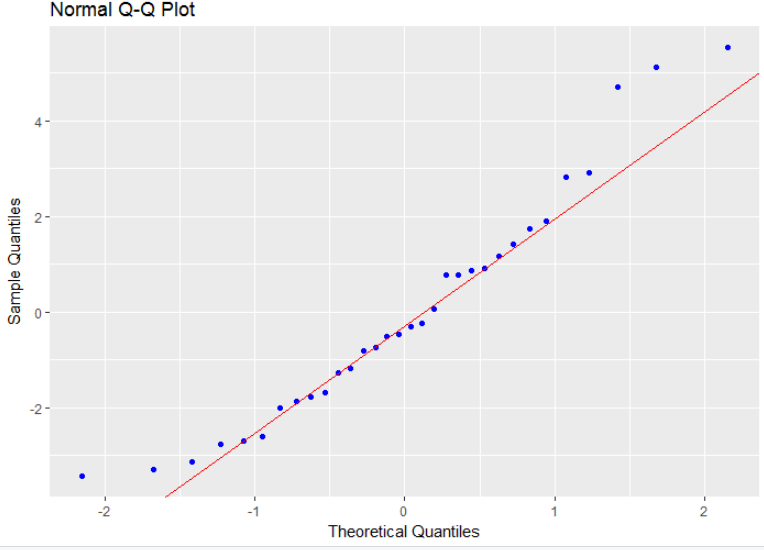 Normal Q-Q Plot
4
2
0
-2
Sample Quantiles
-2 -1 0 1 2
Theoretical Quantiles